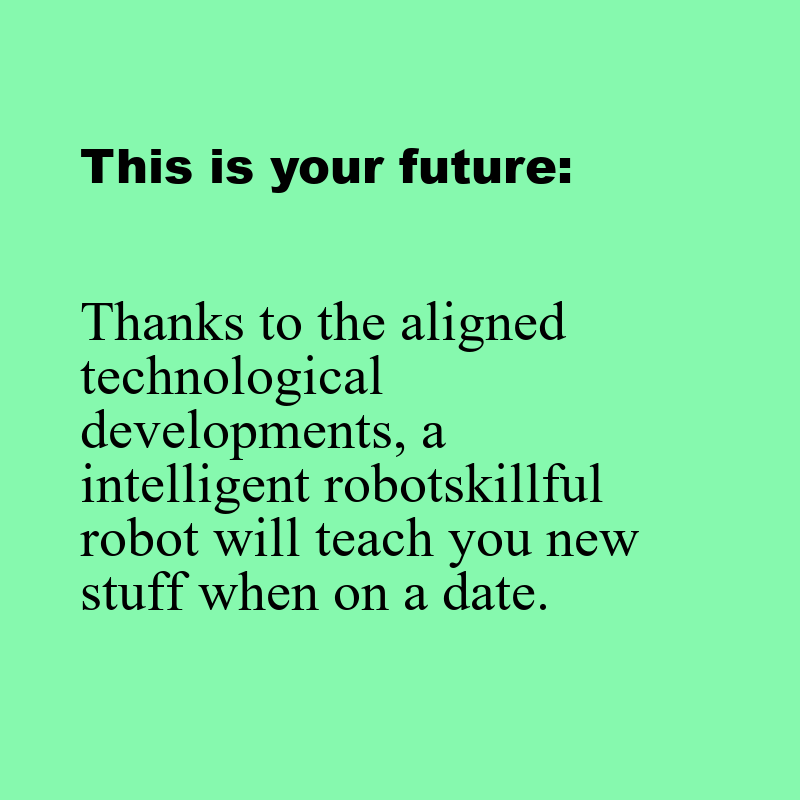 This is your future:
Thanks to the aligned
technological
developments, a
intelligent robotskillful
robot will teach you new
stuff when on a date.